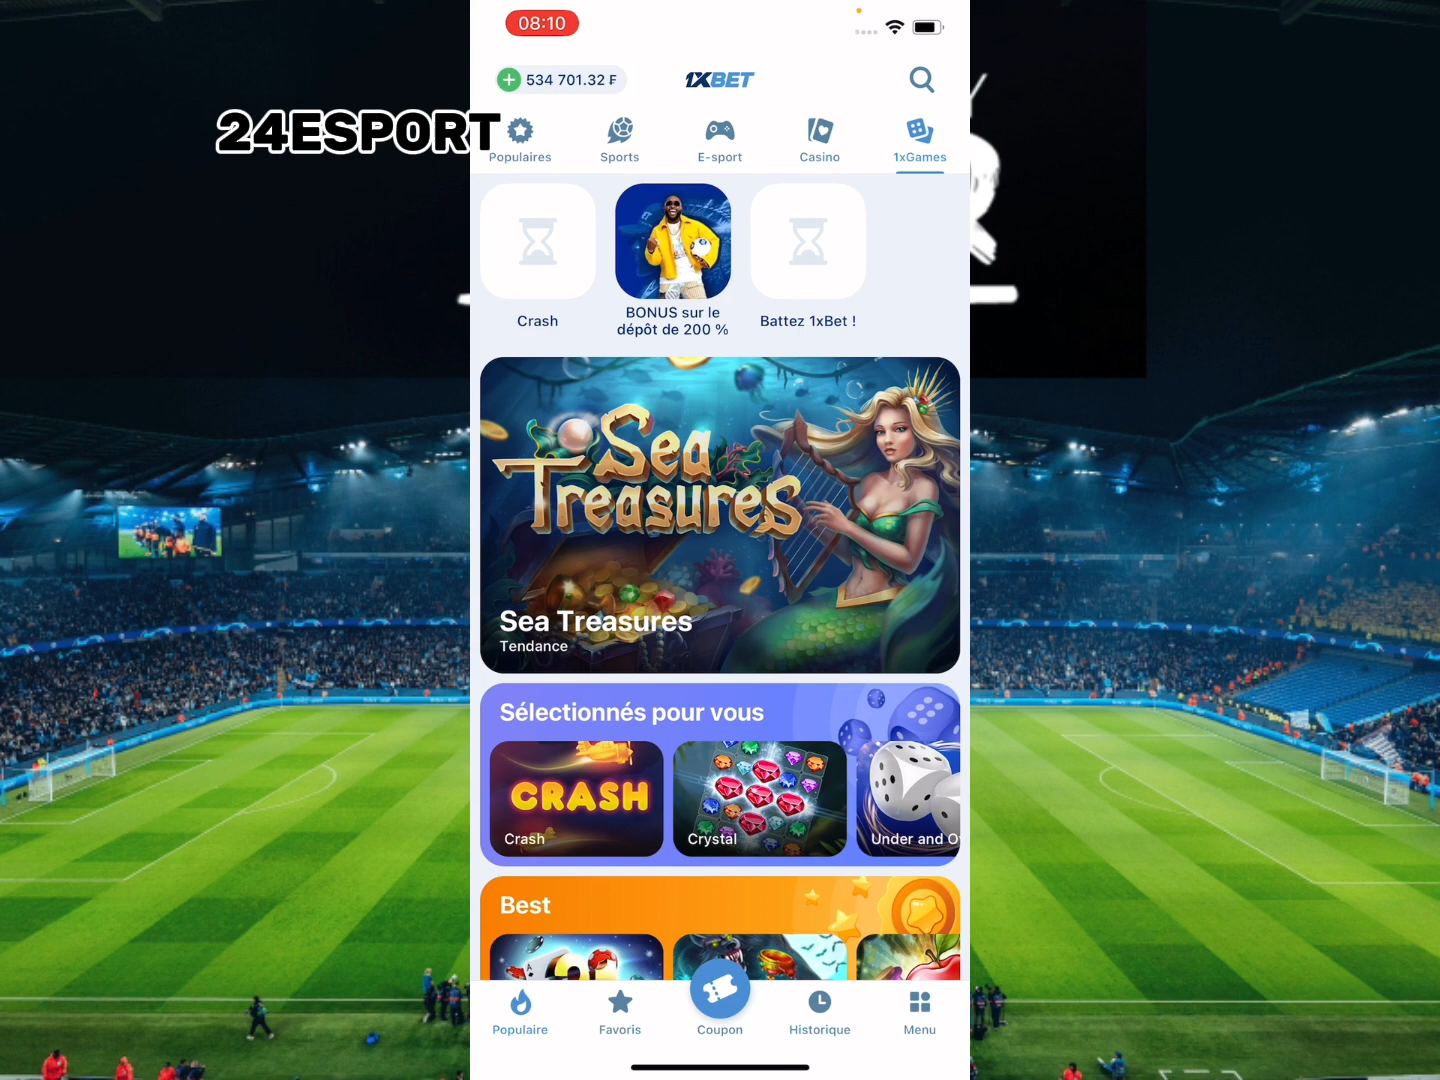 08:10
534 701.32 ₣
1XBET
24ESPORT
Populaires
Sports
E-sport
Casino
1xGames
Crash
BONUS sur le
dépôt de 200 %
Battez 1xBet !
Sea
Treasures
Sea Treasures
Tendance
Sélectionnés pour vous
CRASH
Crash
Crystal
Under and O
Best
Populaire
Favoris
Coupon
Historique
Menu